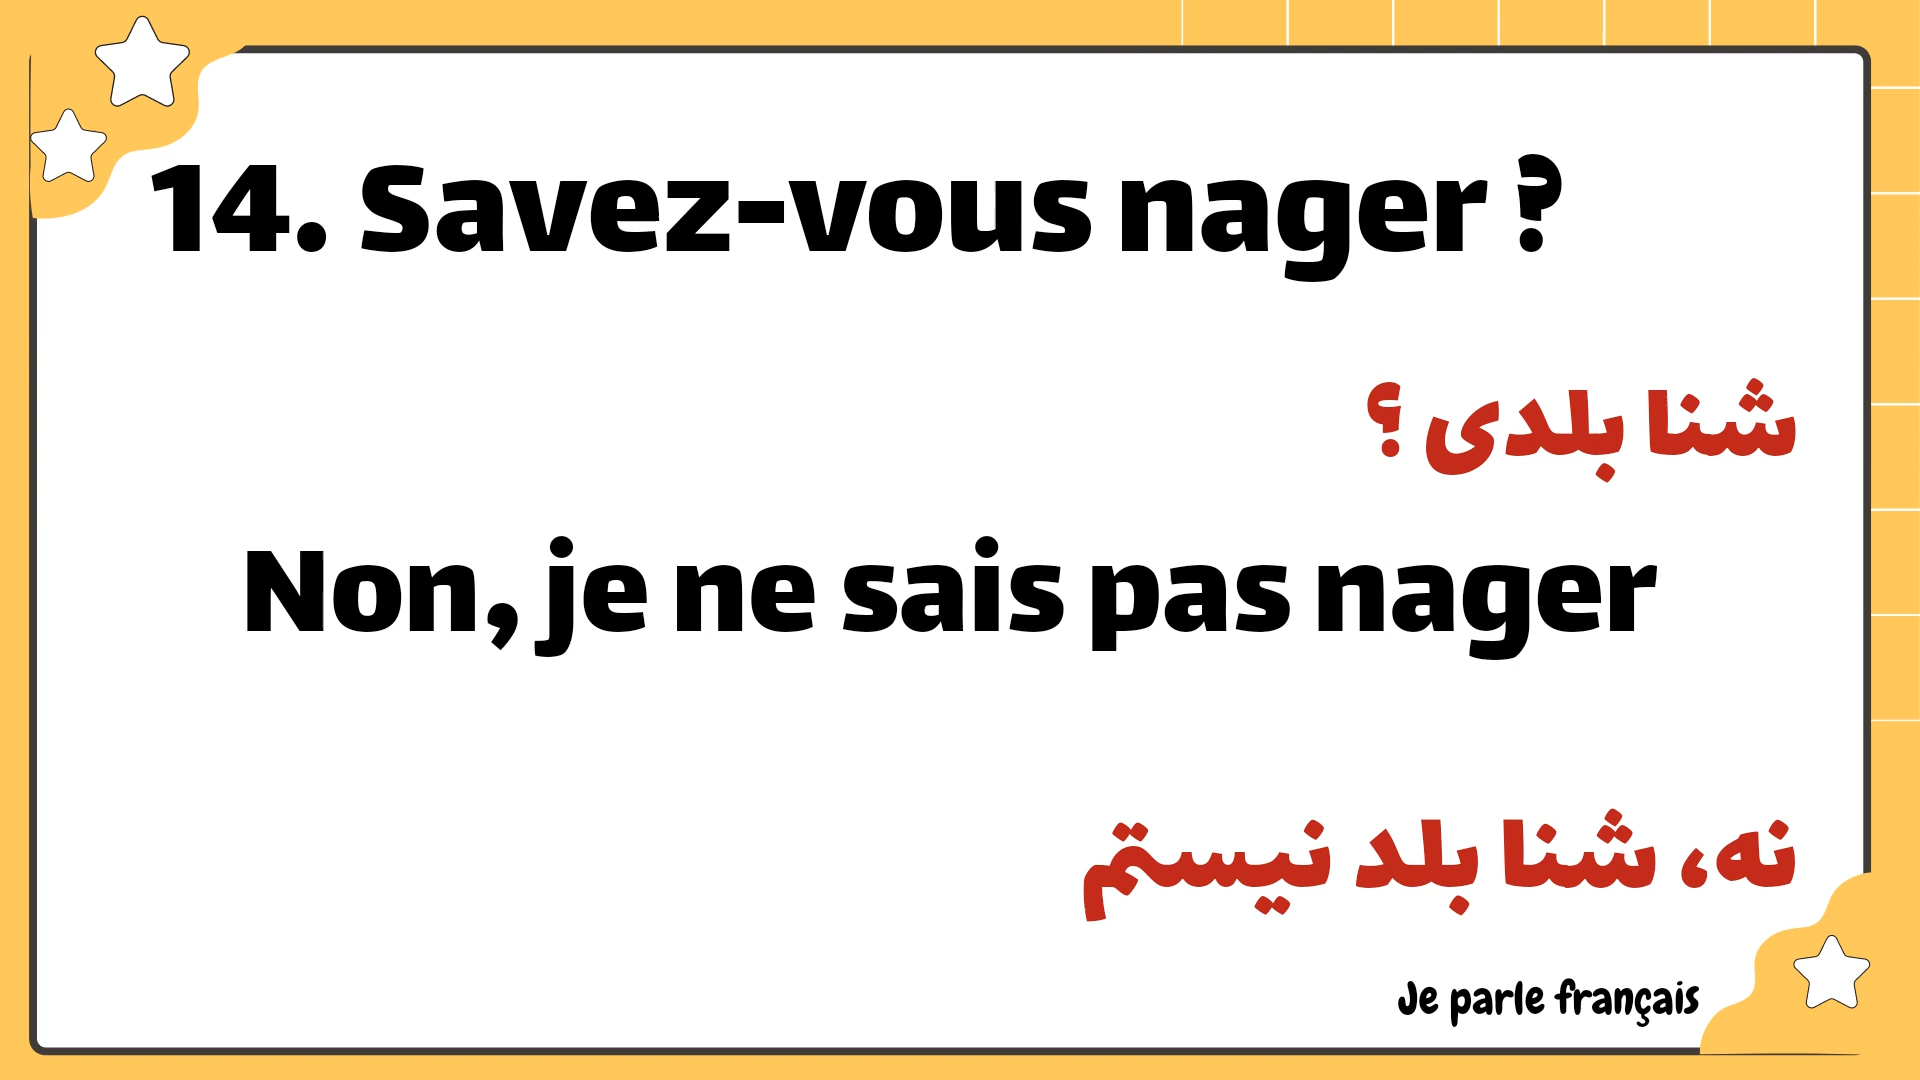 14. Savez-vous nager ?
شنا بلدی ؟
Non, je ne sais pas nager
نه، شنا بلد نیستم
Je parle français